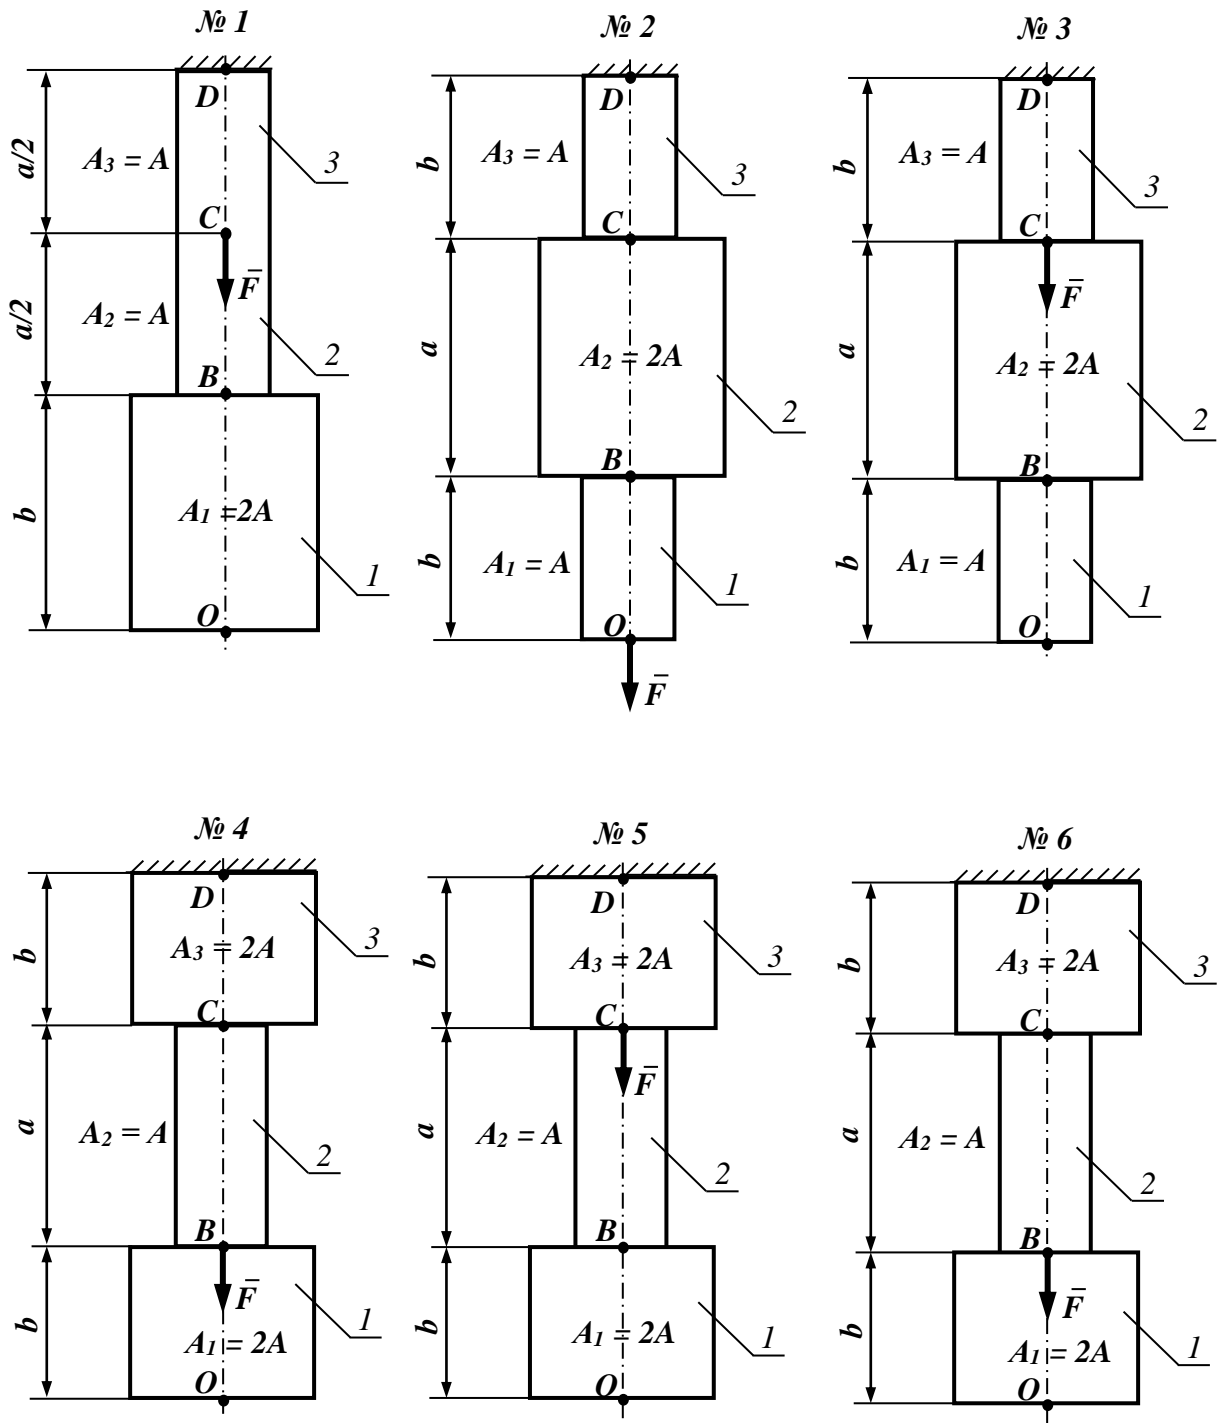 № 1
D
a/2
A₃ = A
3
C
F̄
a/2
A₂ = A
2
B
b
A₁ =2A
1
O
№ 2
D
b
A₃ = A
3
C
a
A₂ = 2A
2
B
b
A₁ = A
1
O
F̄
№ 3
D
b
A₃ = A
3
C
F̄
a
A₂ = 2A
2
B
b
A₁ = A
1
O
№ 4
D
b
A₃ = 2A
3
C
a
A₂ = A
2
B
F̄
b
A₁ = 2A
1
O
№ 5
D
b
A₃ = 2A
3
C
F̄
a
A₂ = A
2
B
b
A₁ = 2A
1
O
№ 6
D
b
A₃ = 2A
3
C
a
A₂ = A
2
B
F̄
b
A₁ = 2A
1
O